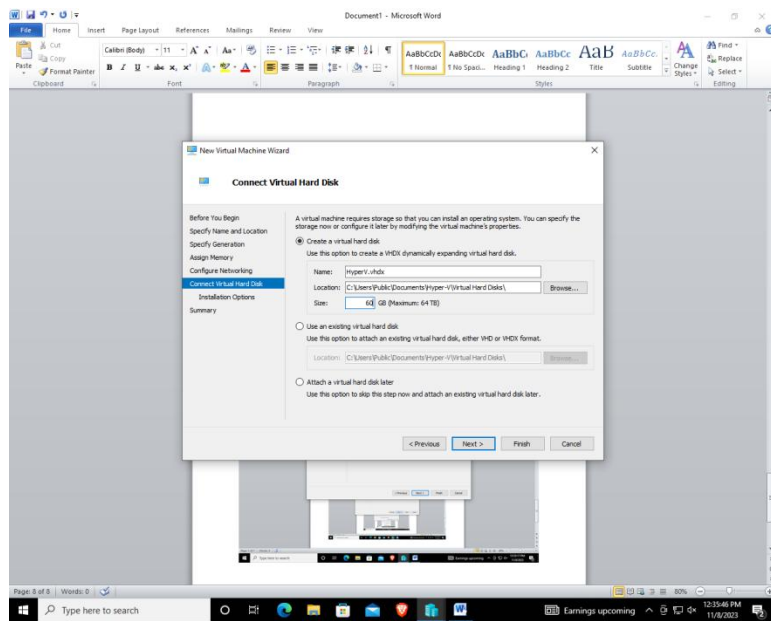 Document1 - Microsoft Word
File Home Insert Page Layout References Mailings Review View
Cut
Copy
Format Painter
Paste
Calibri (Body) 11
AaBbCcDc AaBbCcDc AaBbC AaBbCc AaB AaBbCc.
¶ Normal ¶ No Spaci... Heading 1 Heading 2 Title Subtitle
Change Styles
Find
Replace
Select
Clipboard Font Paragraph Styles Editing
New Virtual Machine Wizard
Connect Virtual Hard Disk
Before You Begin
Specify Name and Location
Specify Generation
Assign Memory
Configure Networking
Connect Virtual Hard Disk
Installation Options
Summary
A virtual machine requires storage so that you can install an operating system. You can specify the
storage now or configure it later by modifying the virtual machine's properties.
Create a virtual hard disk
Use this option to create a VHDX dynamically expanding virtual hard disk.
Name: HyperV.vhdx
Location: C:\Users\Public\Documents\Hyper-V\Virtual Hard Disks\ Browse...
Size: 60 GB (Maximum: 64 TB)
Use an existing virtual hard disk
Use this option to attach an existing virtual hard disk, either VHD or VHDX format.
Location: C:\Users\Public\Documents\Hyper-V\Virtual Hard Disks\ Browse...
Attach a virtual hard disk later
Use this option to skip this step now and attach an existing virtual hard disk later.
< Previous Next > Finish Cancel
Page: 8 of 8 Words: 0 80%
Type here to search
Earnings upcoming
12:35:46 PM
11/8/2023